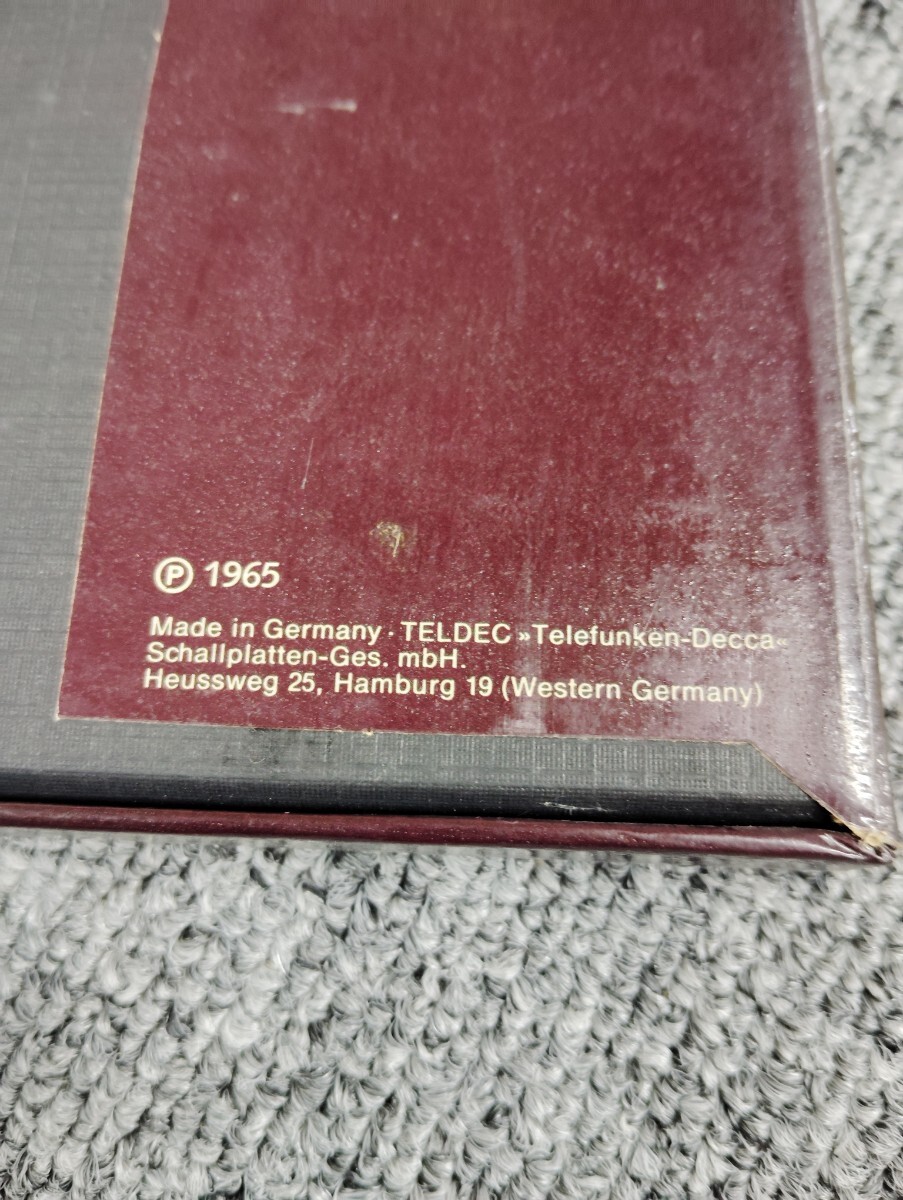 Ⓟ 1965
Made in Germany · TELDEC »Telefunken-Decca«
Schallplatten-Ges. mbH.
Heussweg 25, Hamburg 19 (Western Germany)